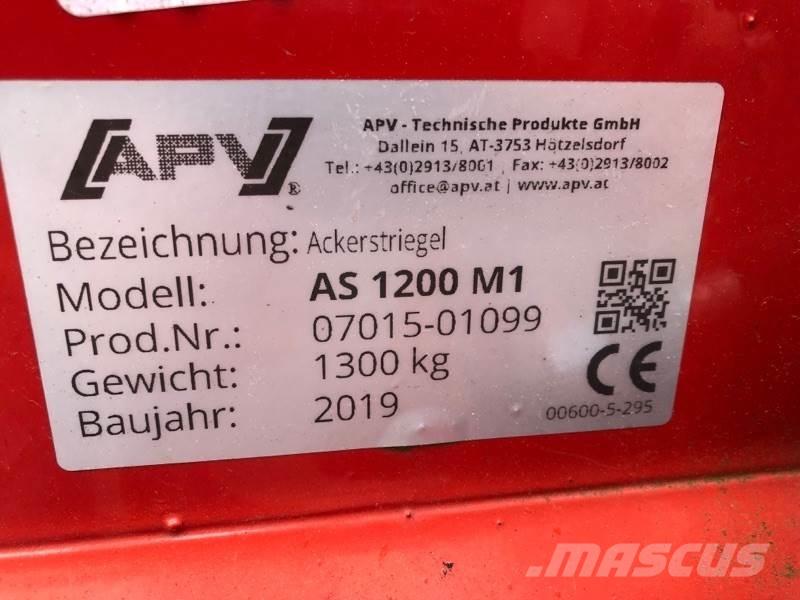 [APV]®
APV - Technische Produkte GmbH
Dallein 15, AT-3753 Hötzelsdorf
Tel.: +43(0)2913/8001 Fax: +43(0)2913/8002
office@apv.at | www.apv.at
Bezeichnung: Ackerstriegel
Modell: AS 1200 M1
Prod.Nr.: 07015-01099
Gewicht: 1300 kg
Baujahr: 2019
CE
00600-5-295
MASCUS